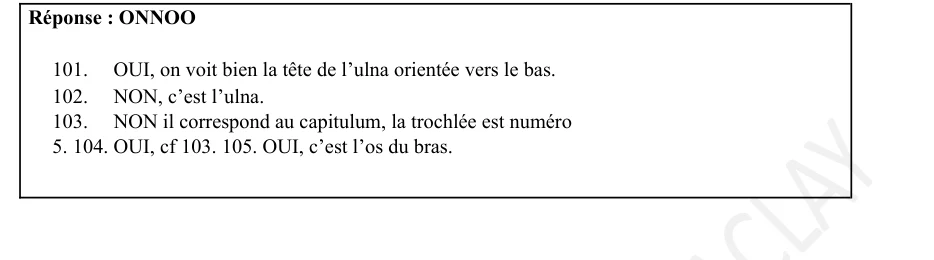 Réponse : ONNOO
101. OUI, on voit bien la tête de l’ulna orientée vers le bas.
102. NON, c’est l’ulna.
103. NON il correspond au capitulum, la trochlée est numéro
5. 104. OUI, cf 103. 105. OUI, c’est l’os du bras.
CLAY